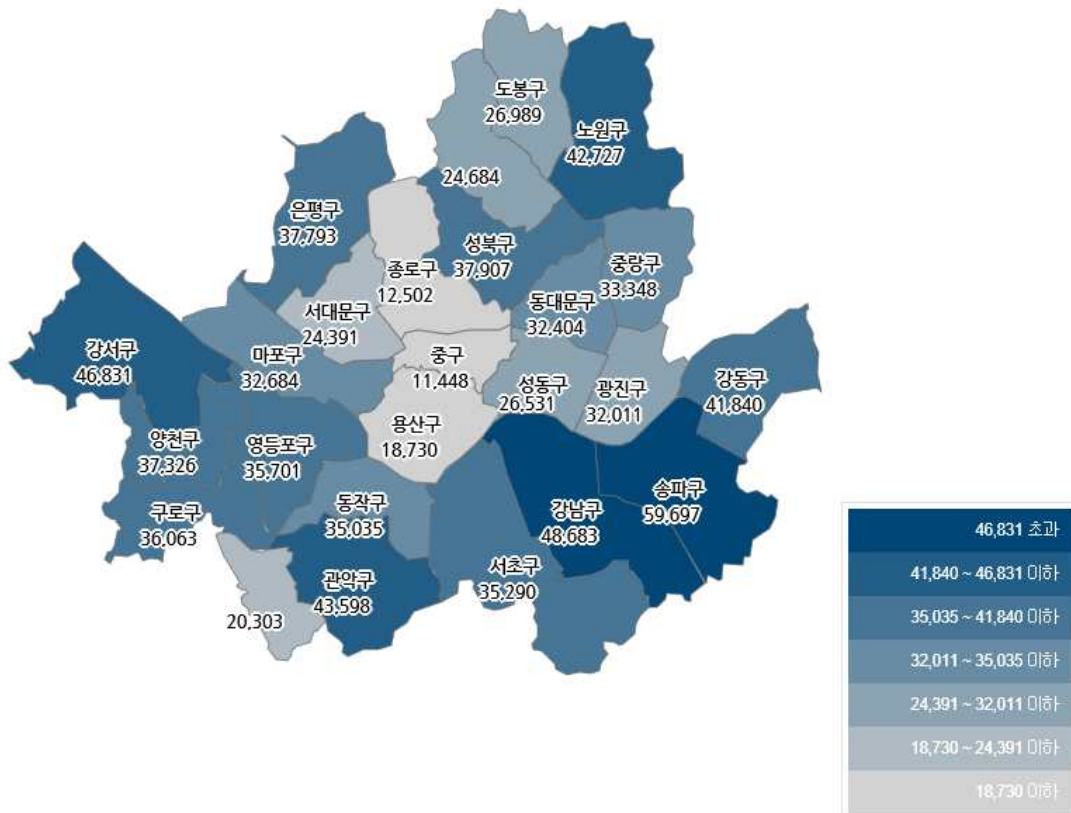 도봉구
26,989
노원구
42,727
24,684
은평구
37,793
성북구
37,907
종로구
12,502
중랑구
33,348
서대문구
24,391
동대문구
32,404
강서구
46,831
마포구
32,684
중구
11,448
성동구
26,531
광진구
32,011
강동구
41,840
용산구
18,730
양천구
37,326
영등포구
35,701
구로구
36,063
동작구
35,035
강남구
48,683
송파구
59,697
서초구
35,290
관악구
43,598
20,303
46,831 초과
41,840 ~ 46,831 이하
35,035 ~ 41,840 이하
32,011 ~ 35,035 이하
24,391 ~ 32,011 이하
18,730 ~ 24,391 이하
18,730 이하